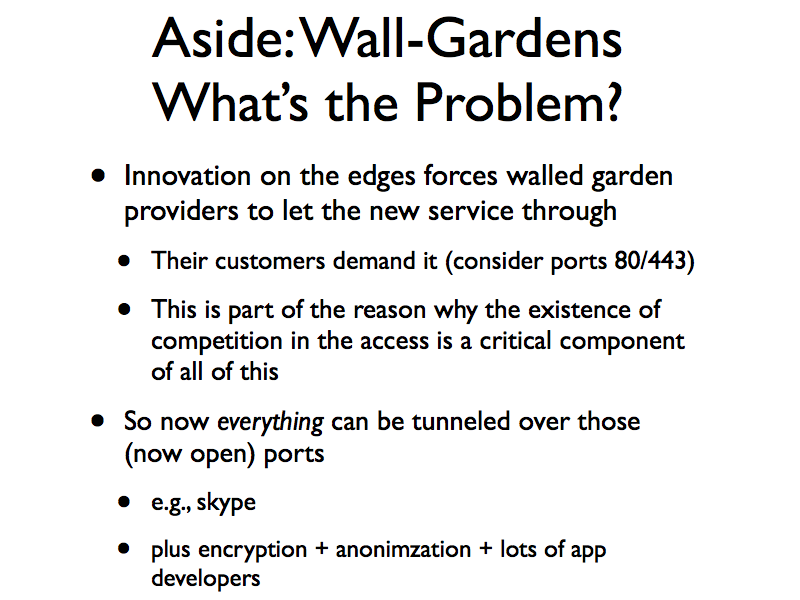 Aside: Wall-Gardens
What's the Problem?
• Innovation on the edges forces walled garden
providers to let the new service through
• Their customers demand it (consider ports 80/443)
• This is part of the reason why the existence of
competition in the access is a critical component
of all of this
• So now everything can be tunneled over those
(now open) ports
• e.g., skype
• plus encryption + anonimzation + lots of app
developers